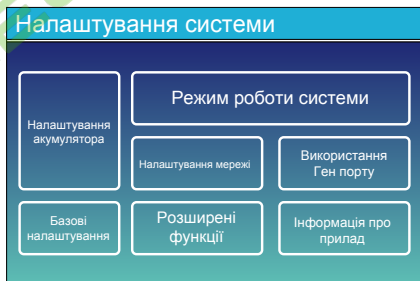 Налаштування системи
Режим роботи системи
Налаштування
акумулятора
Налаштування мережі
Використання
Ген порту
Базові
налаштування
Розширені
функції
Інформація про
прилад